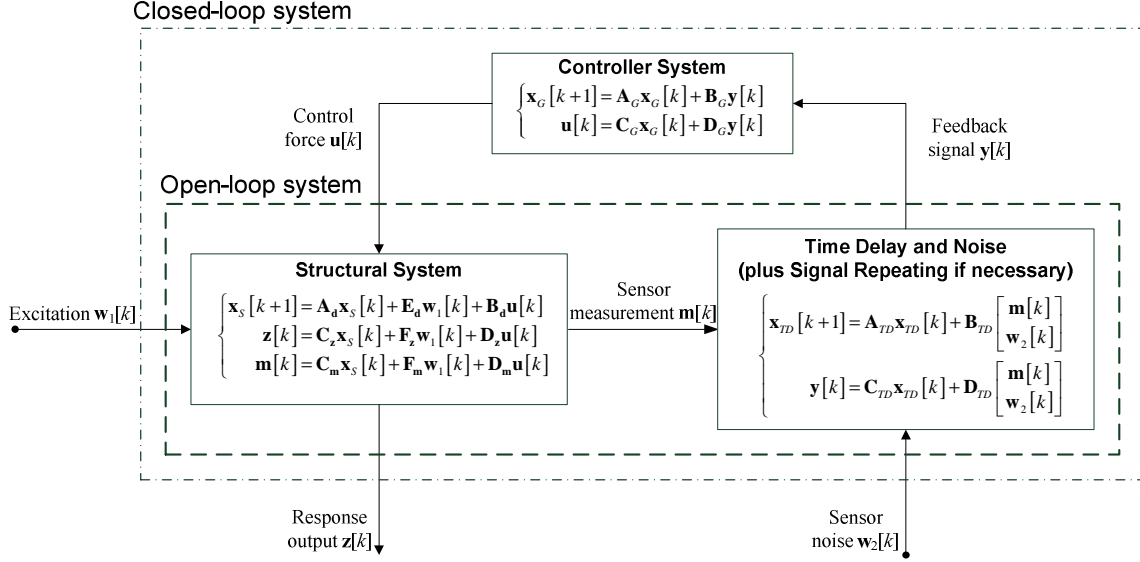 Closed-loop system
Controller System
x_G[k+1] = A_G x_G[k] + B_G y[k]
u[k] = C_G x_G[k] + D_G y[k]
Control
force u[k]
Feedback
signal y[k]
Open-loop system
Structural System
x_S[k+1] = A_d x_S[k] + E_d w_1[k] + B_d u[k]
z[k] = C_z x_S[k] + F_z w_1[k] + D_z u[k]
m[k] = C_m x_S[k] + F_m w_1[k] + D_m u[k]
Excitation w_1[k]
Sensor
measurement m[k]
Time Delay and Noise
(plus Signal Repeating if necessary)
x_TD[k+1] = A_TD x_TD[k] + B_TD [m[k] w_2[k]]
y[k] = C_TD x_TD[k] + D_TD [m[k] w_2[k]]
Response
output z[k]
Sensor
noise w_2[k]